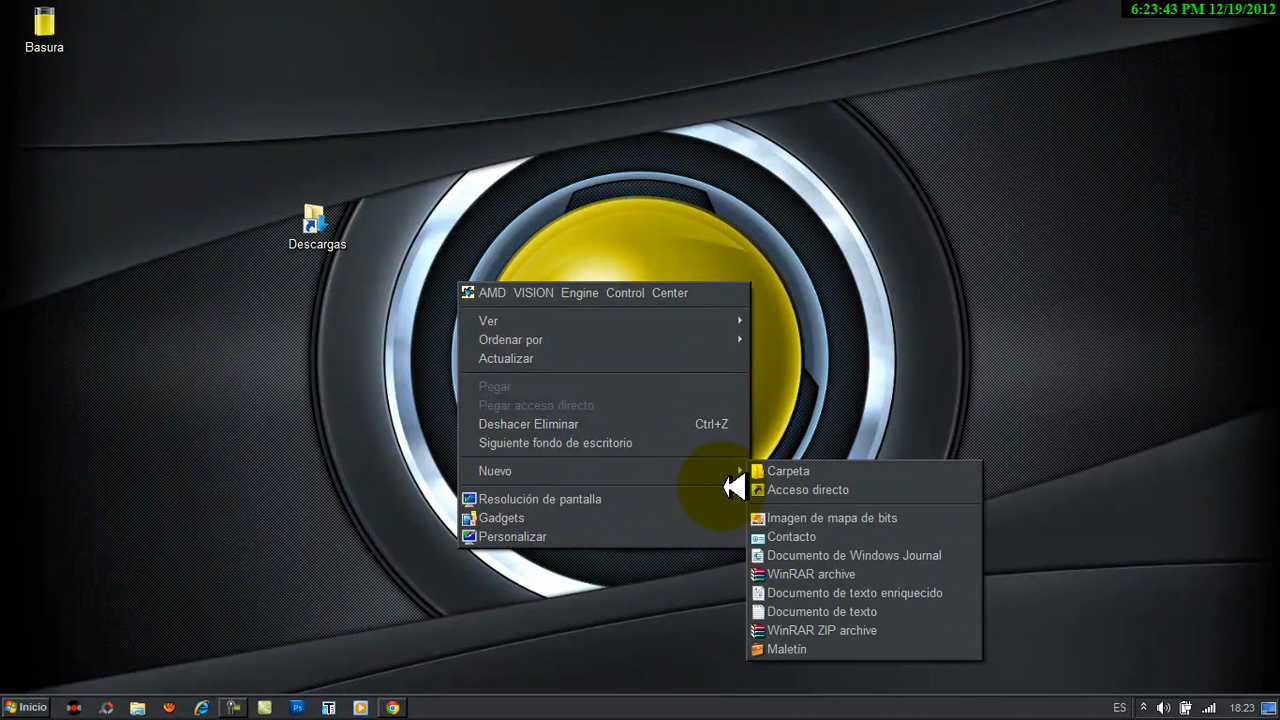 6:23:43 PM 12/19/2012
Basura
Descargas
AMD VISION Engine Control Center
Ver
Ordenar por
Actualizar
Pegar
Pegar acceso directo
Deshacer Eliminar Ctrl+Z
Siguiente fondo de escritorio
Nuevo
Resolución de pantalla
Gadgets
Personalizar
Carpeta
Acceso directo
Imagen de mapa de bits
Contacto
Documento de Windows Journal
WinRAR archive
Documento de texto enriquecido
Documento de texto
WinRAR ZIP archive
Maletín
Inicio Ps T ES 18:23